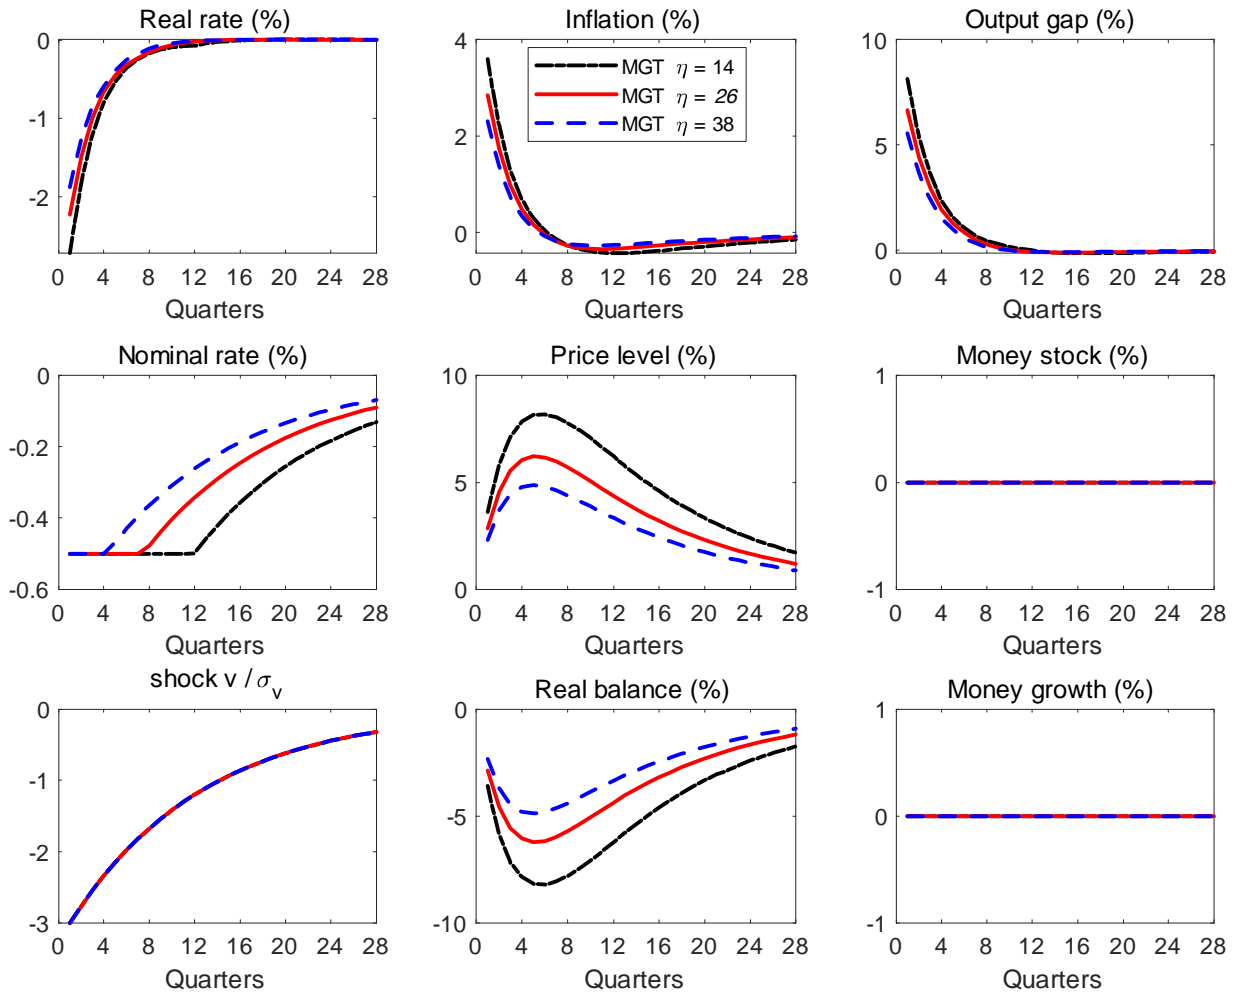 Real rate (%)
0
-1
-2
0 4 8 12 16 20 24 28
Quarters
Inflation (%)
4
2
0
MGT η = 14
MGT η = 26
MGT η = 38
0 4 8 12 16 20 24 28
Quarters
Output gap (%)
10
5
0
0 4 8 12 16 20 24 28
Quarters
Nominal rate (%)
0
-0.2
-0.4
-0.6
0 4 8 12 16 20 24 28
Quarters
Price level (%)
10
5
0
0 4 8 12 16 20 24 28
Quarters
Money stock (%)
1
0
-1
0 4 8 12 16 20 24 28
Quarters
shock v / σ_v
0
-1
-2
-3
0 4 8 12 16 20 24 28
Quarters
Real balance (%)
0
-5
-10
0 4 8 12 16 20 24 28
Quarters
Money growth (%)
1
0
-1
0 4 8 12 16 20 24 28
Quarters